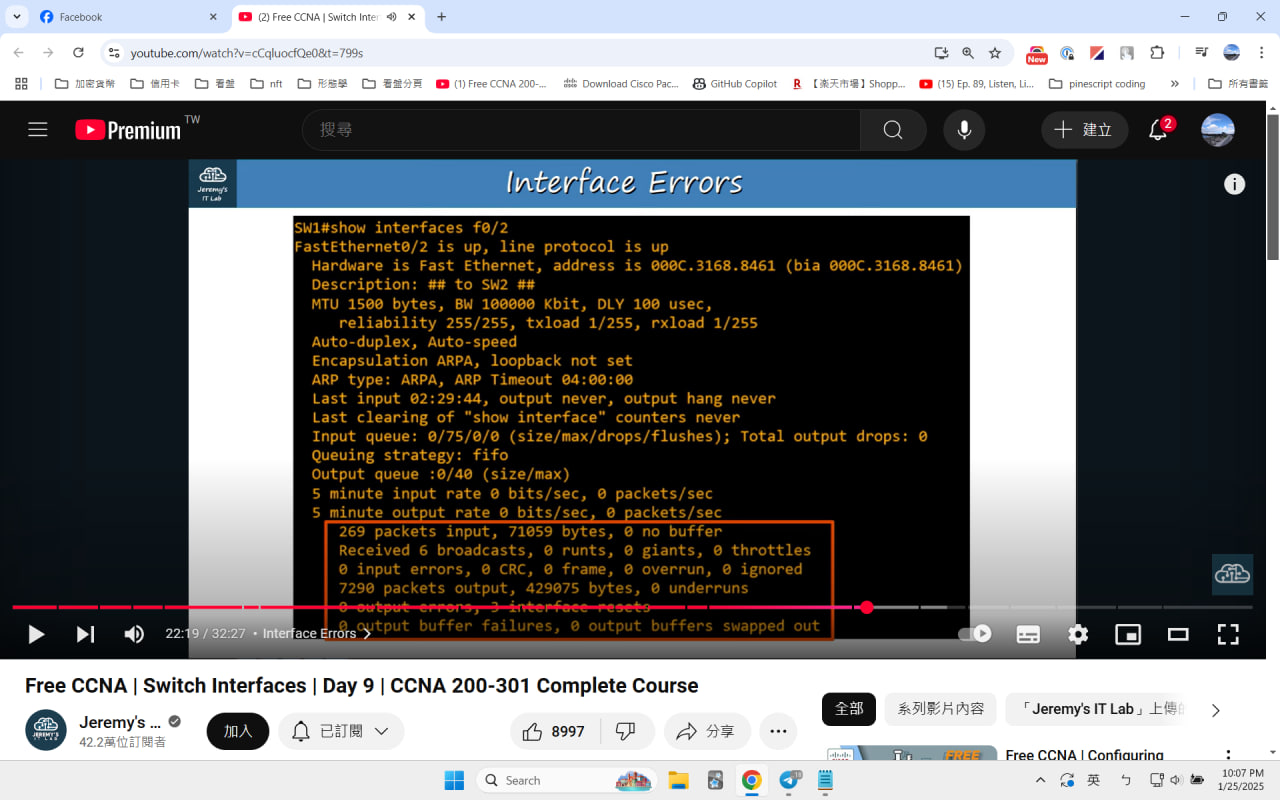 Facebook
(2) Free CCNA | Switch Inter
youtube.com/watch?v=cCqluocfQe0&t=799s
New
加密貨幣
信用卡
看盤
nft
形態學
看盤分頁
(1) Free CCNA 200-...
Download Cisco Pac...
GitHub Copilot
【楽天市場】Shopp...
(15) Ep. 89, Listen, Li...
pinescript coding
所有書籤
Premium TW
搜尋
建立
2
Jeremy's
IT Lab
Interface Errors
SW1#show interfaces f0/2
FastEthernet0/2 is up, line protocol is up
Hardware is Fast Ethernet, address is 000C.3168.8461 (bia 000C.3168.8461)
Description: ## to SW2 ##
MTU 1500 bytes, BW 100000 Kbit, DLY 100 usec,
reliability 255/255, txload 1/255, rxload 1/255
Auto-duplex, Auto-speed
Encapsulation ARPA, loopback not set
ARP type: ARPA, ARP Timeout 04:00:00
Last input 02:29:44, output never, output hang never
Last clearing of "show interface" counters never
Input queue: 0/75/0/0 (size/max/drops/flushes); Total output drops: 0
Queuing strategy: fifo
Output queue :0/40 (size/max)
5 minute input rate 0 bits/sec, 0 packets/sec
5 minute output rate 0 bits/sec, 0 packets/sec
269 packets input, 71059 bytes, 0 no buffer
Received 6 broadcasts, 0 runts, 0 giants, 0 throttles
0 input errors, 0 CRC, 0 frame, 0 overrun, 0 ignored
7290 packets output, 429075 bytes, 0 underruns
0 output errors, 3 interface resets
0 output buffer failures, 0 output buffers swapped out
22:19 / 32:27 • Interface Errors
Free CCNA | Switch Interfaces | Day 9 | CCNA 200-301 Complete Course
JEREMY'S
IT LAB
Jeremy's ...
42.2萬位訂閱者
加入
已訂閱
8997
分享
全部
系列影片內容
「Jeremy's IT Lab」上傳的
FREE
Free CCNA | Configuring
Search
英
ㄅ
10:07 PM
1/25/2025